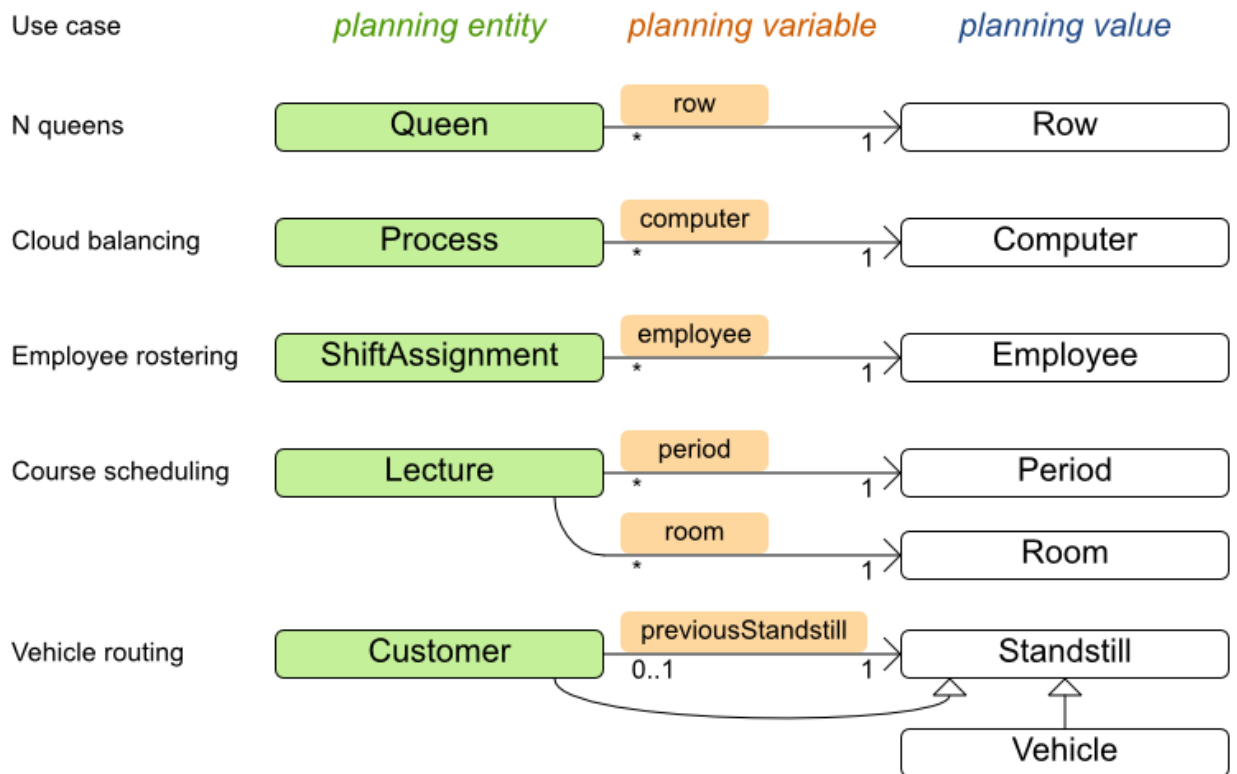 Use case planning entity planning variable planning value
N queens Queen row Row
* 1
Cloud balancing Process computer Computer
* 1
Employee rostering ShiftAssignment employee Employee
* 1
Course scheduling Lecture period Period
* 1
room Room
* 1
Vehicle routing Customer previousStandstill Standstill
0..1 1
Vehicle